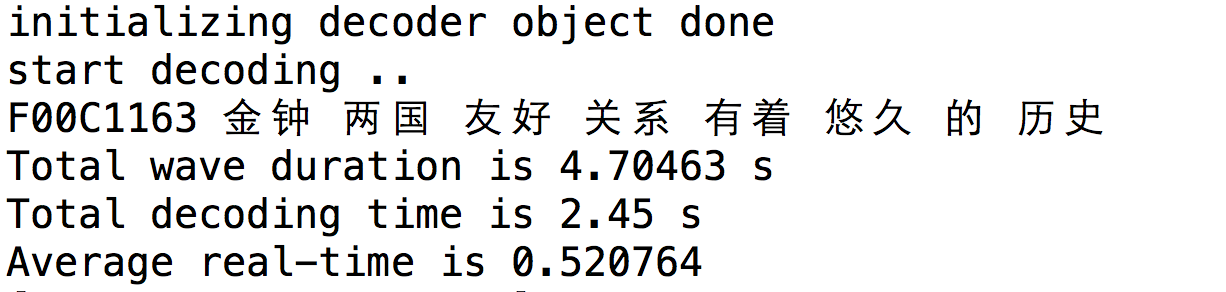 initializing decoder object done
start decoding ..
F00C1163 金钟 两国 友好 关系 有着 悠久 的 历史
Total wave duration is 4.70463 s
Total decoding time is 2.45 s
Average real-time is 0.520764